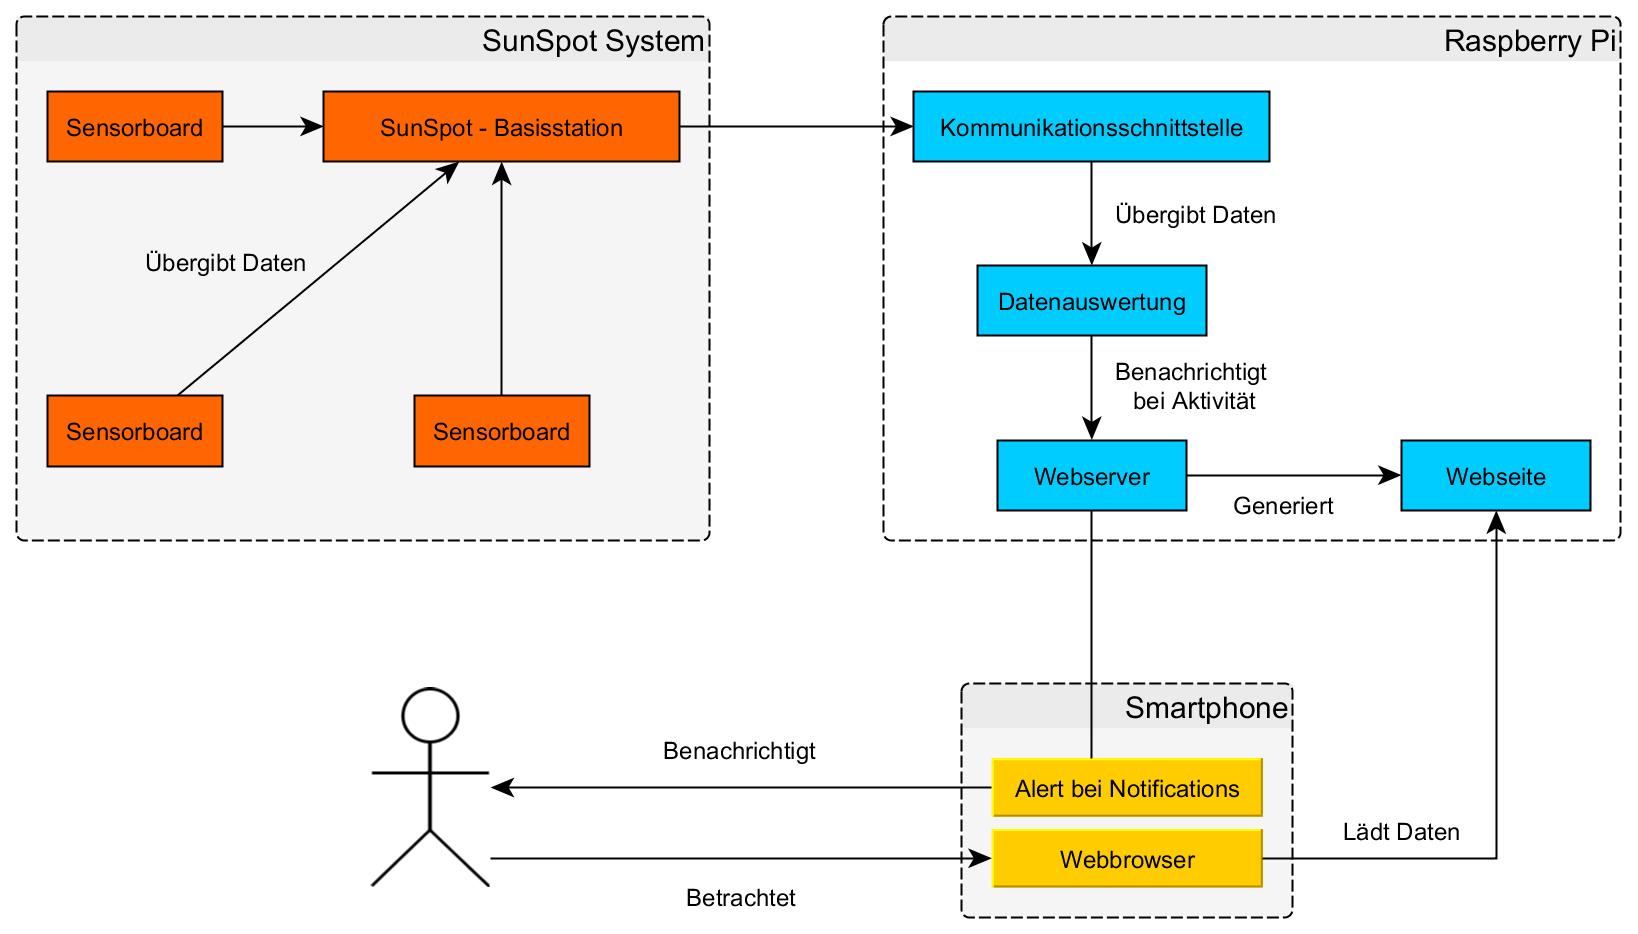 SunSpot System
Sensorboard
SunSpot - Basisstation
Übergibt Daten
Sensorboard
Sensorboard
Raspberry Pi
Kommunikationsschnittstelle
Übergibt Daten
Datenauswertung
Benachrichtigt
bei Aktivität
Webserver
Generiert
Webseite
Smartphone
Benachrichtigt
Alert bei Notifications
Lädt Daten
Webbrowser
Betrachtet